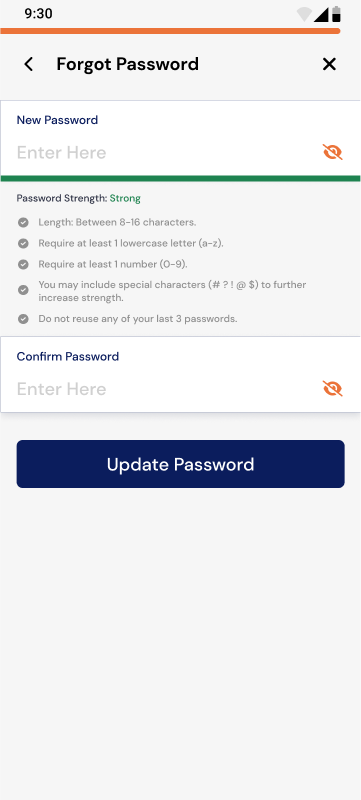 9:30
Forgot Password
New Password
Enter Here
Password Strength: Strong
Length: Between 8-16 characters.
Require at least 1 lowercase letter (a-z).
Require at least 1 number (0-9).
You may include special characters (# ? ! @ $) to further
increase strength.
Do not reuse any of your last 3 passwords.
Confirm Password
Enter Here
Update Password